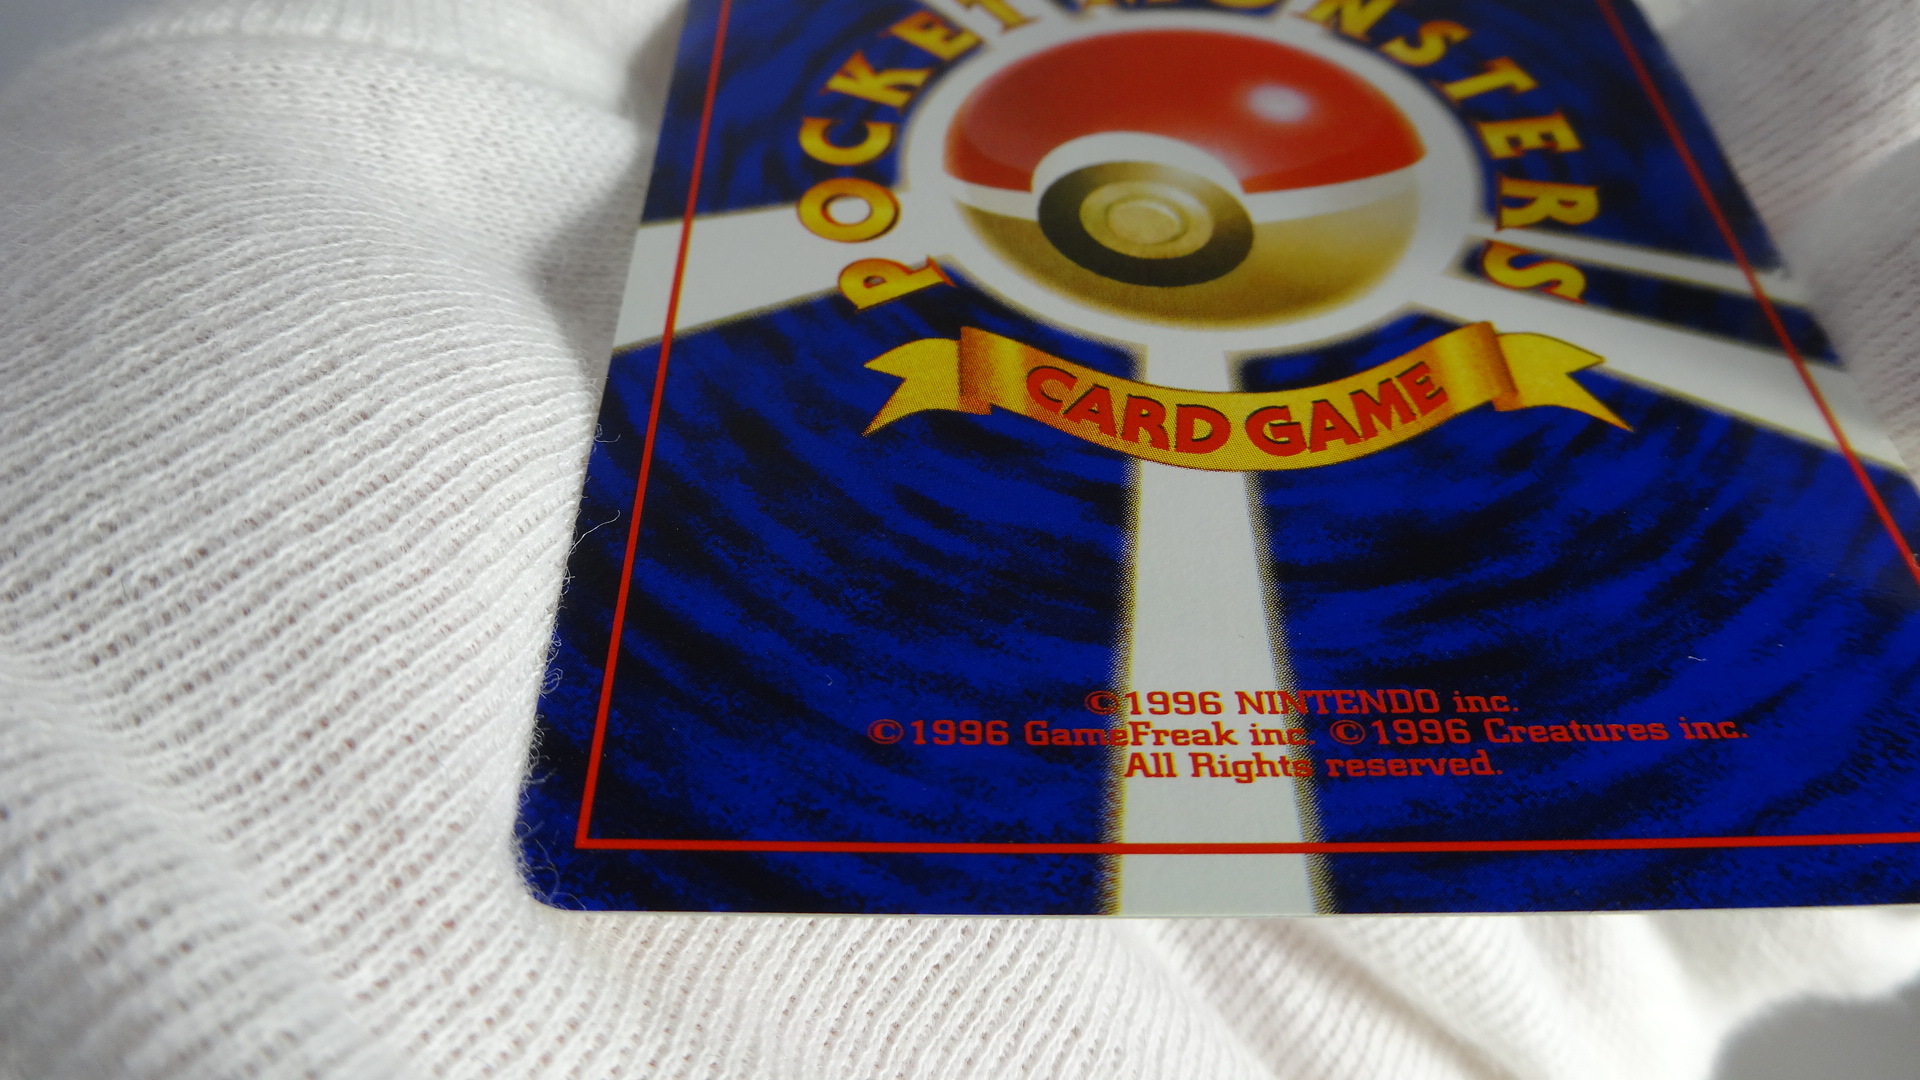 POCKET MONSTERS
CARD GAME
©1996 NINTENDO inc.
©1996 GameFreak inc. ©1996 Creatures inc.
All Rights reserved.